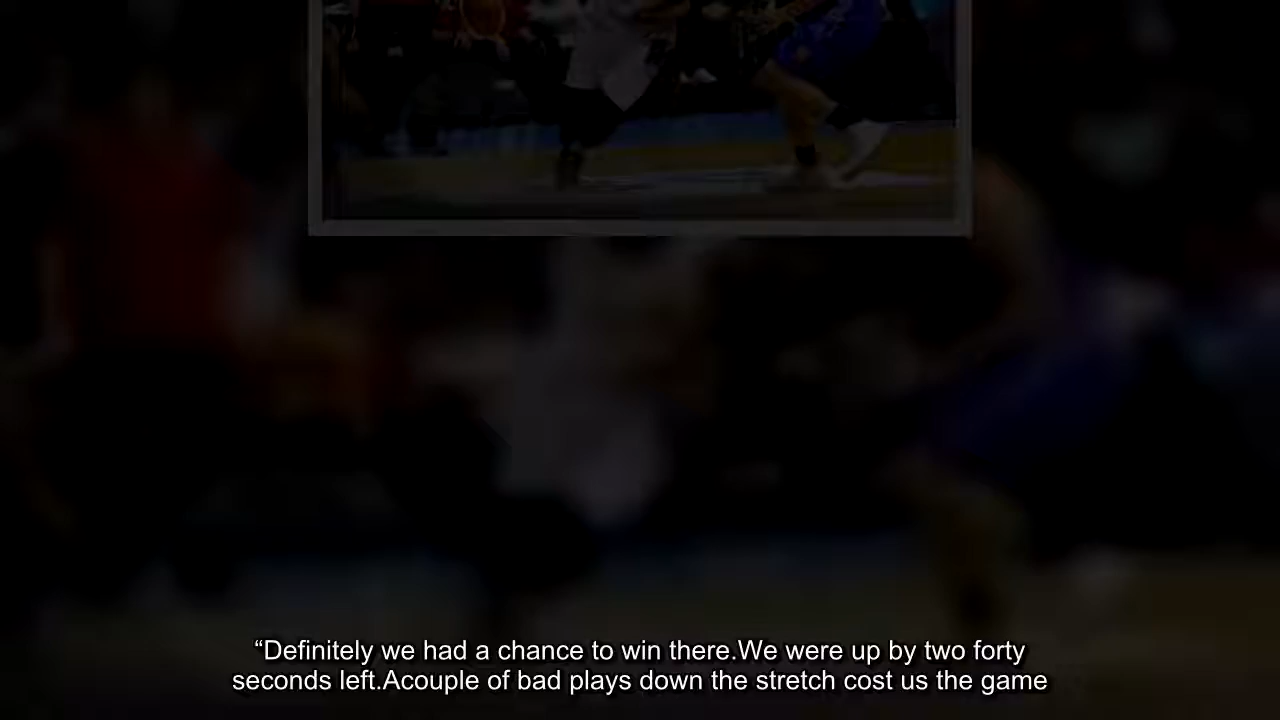 “Definitely we had a chance to win there.We were up by two forty
seconds left.Acouple of bad plays down the stretch cost us the game